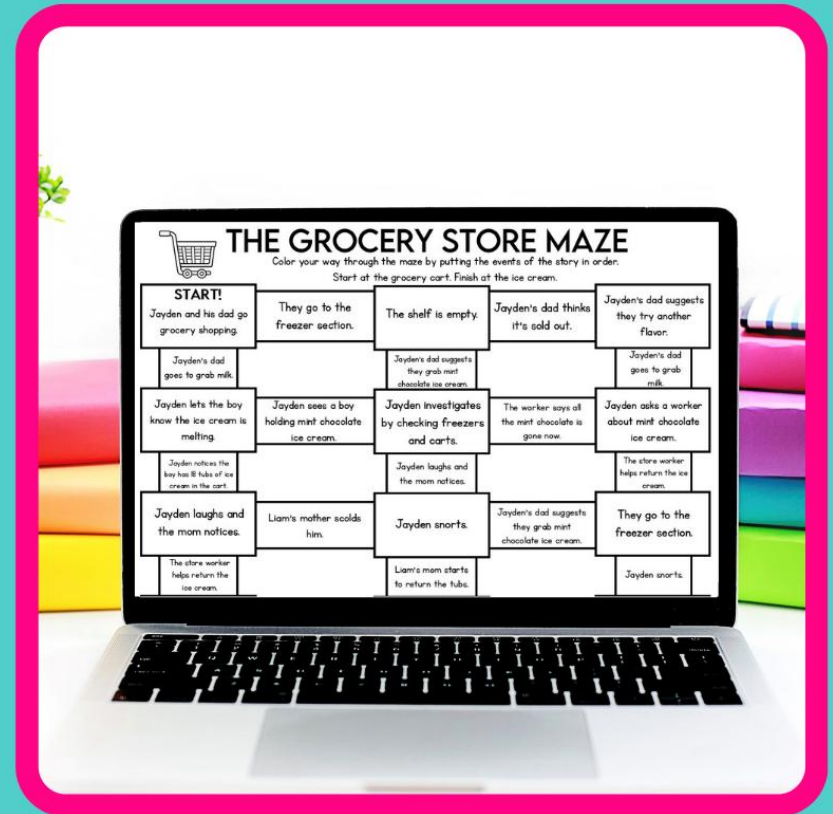 THE GROCERY STORE MAZE
Color your way through the maze by putting the events of the story in order.
Start at the grocery cart. Finish at the ice cream.
START!
Jayden and his dad go
grocery shopping.
They go to the
freezer section.
The shelf is empty.
Jayden's dad thinks
it's sold out.
Jayden's dad suggests
they try another
flavor.
Jayden's dad
goes to grab milk.
Jayden's dad suggests
they grab mint
chocolate ice cream.
Jayden's dad
goes to grab
milk.
Jayden lets the boy
know the ice cream is
melting.
Jayden sees a boy
holding mint chocolate
ice cream.
Jayden investigates
by checking freezers
and carts.
The worker says all
the mint chocolate is
gone now.
Jayden asks a worker
about mint chocolate
ice cream.
Jayden notices the
boy has 18 tubs of ice
cream in the cart.
Jayden laughs and
the mom notices.
The store worker
helps return the ice
cream.
Jayden laughs and
the mom notices.
Liam's mother scolds
him.
Jayden snorts.
Jayden's dad suggests
they grab mint
chocolate ice cream.
They go to the
freezer section.
The store worker
helps return the
ice cream.
Liam's mom starts
to return the tubs.
Jayden snorts.